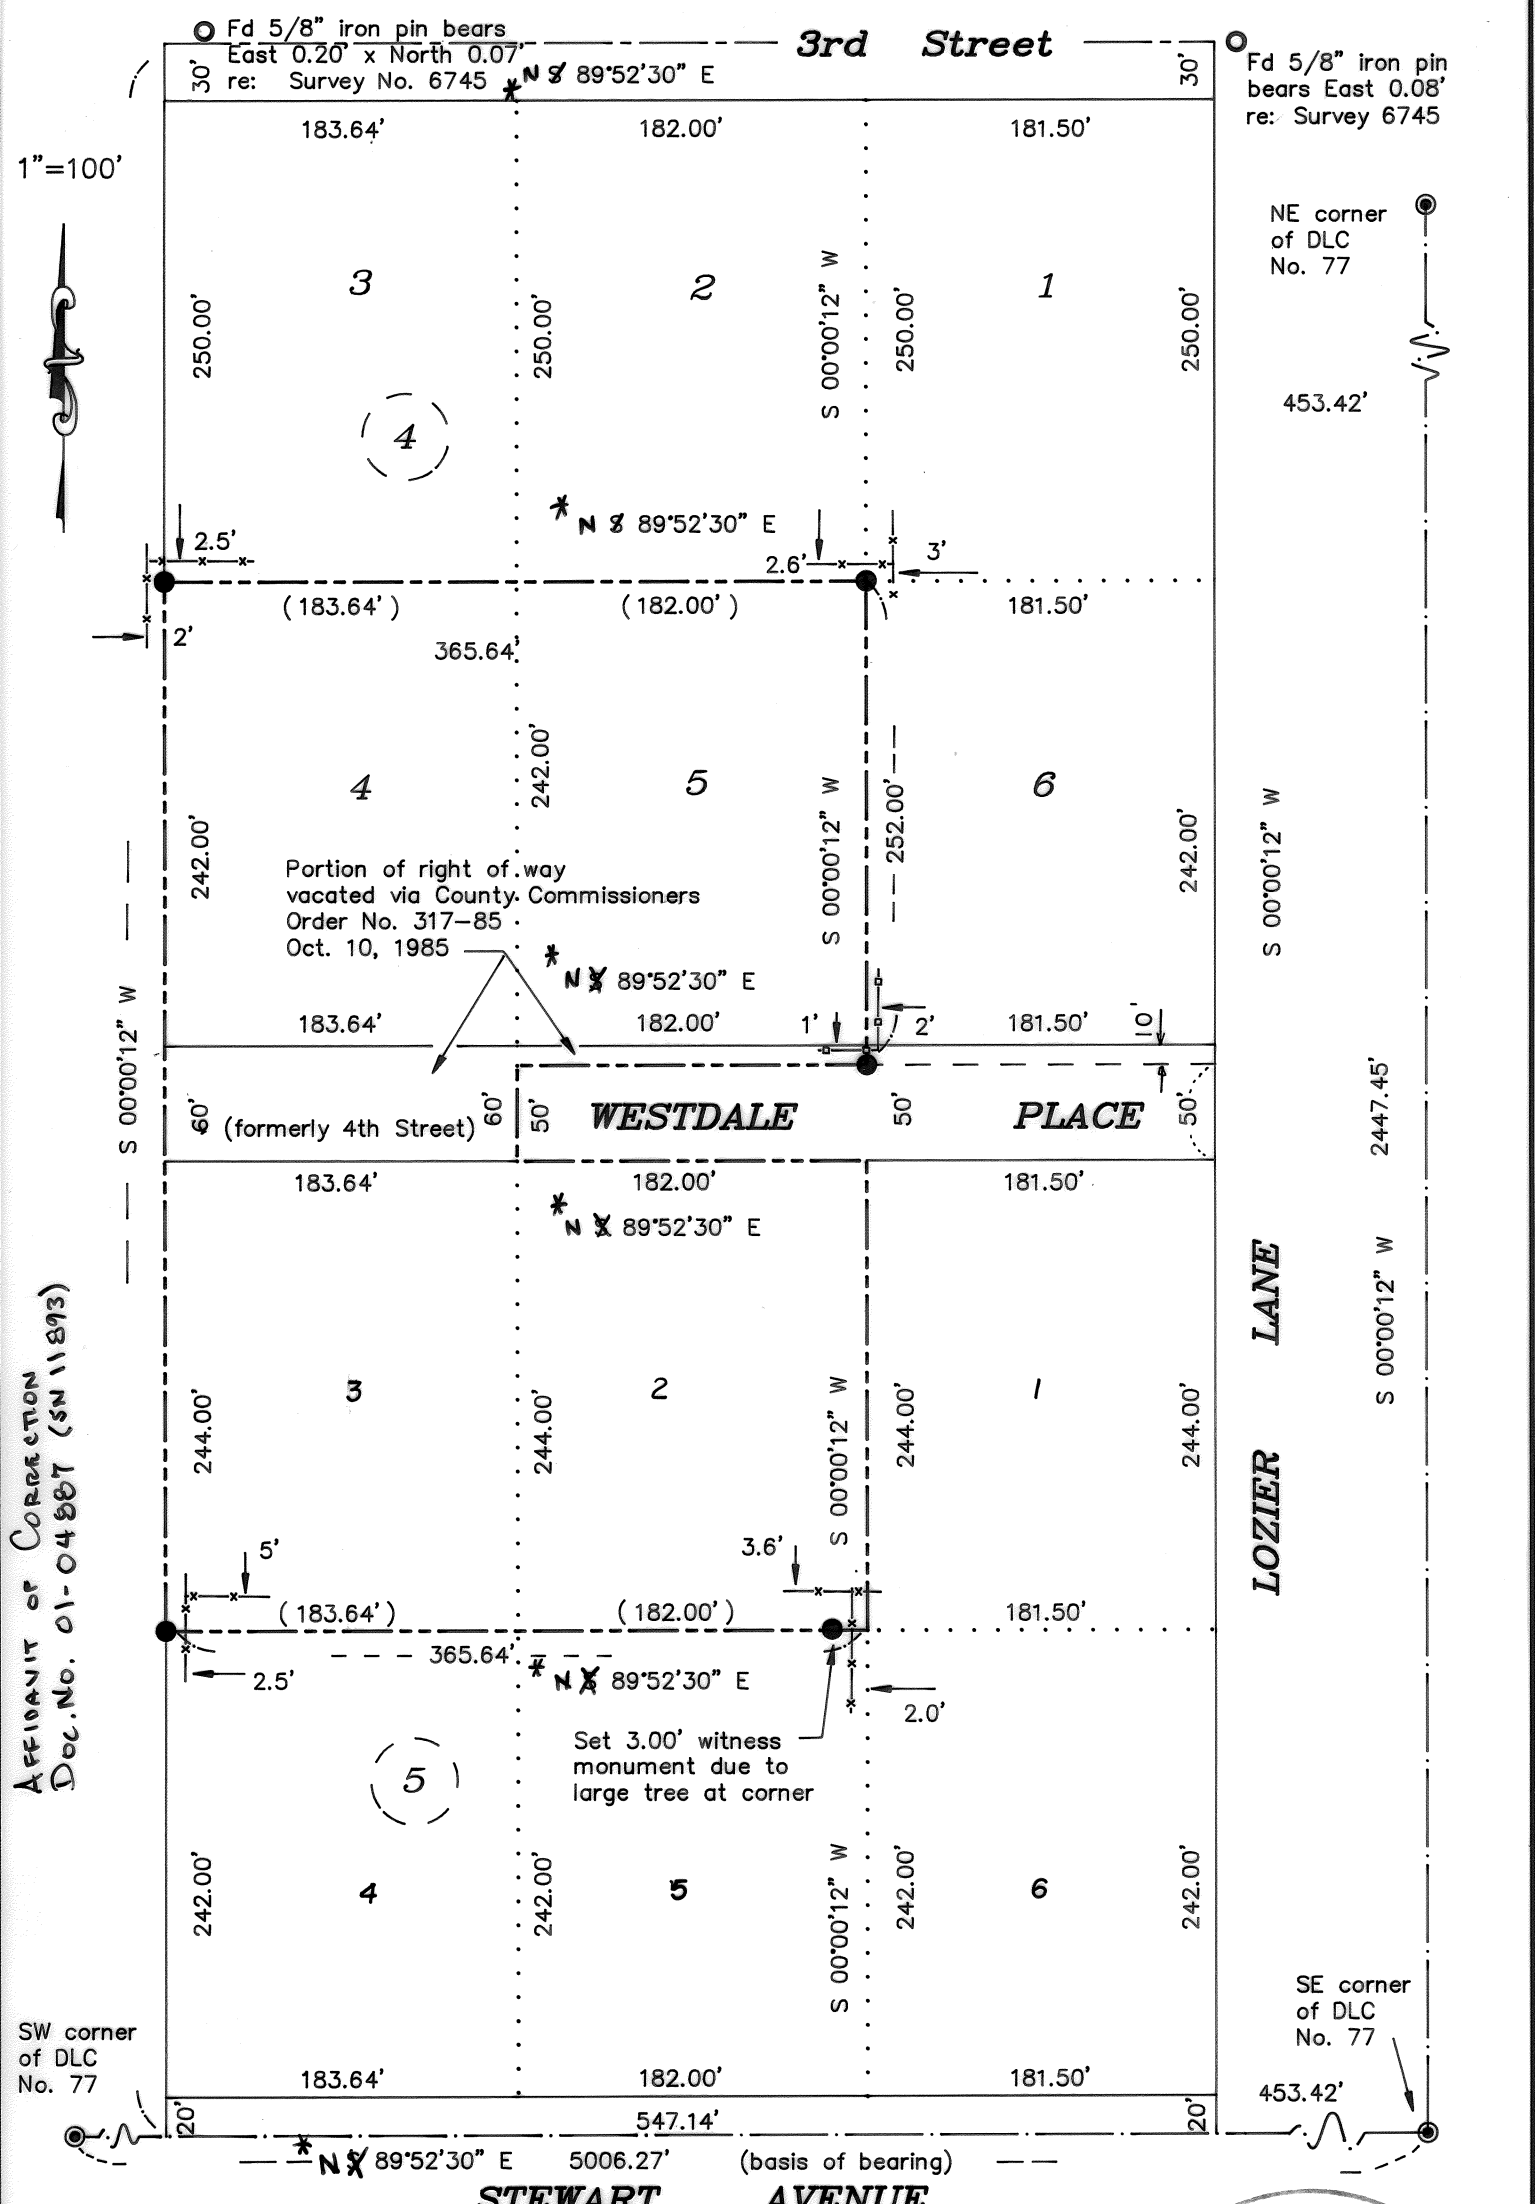 Fd 5/8" iron pin bears
East 0.20' x North 0.07'
re: Survey No. 6745
3rd Street
Fd 5/8" iron pin
bears East 0.08'
re: Survey 6745
30'
* N S 89°52'30" E
30'
183.64'
182.00'
181.50'
1"=100'
NE corner
of DLC
No. 77
3
2
1
250.00'
250.00'
S 00°00'12" W
250.00'
250.00'
453.42'
4
* N S 89°52'30" E
2.5'
2.6'
3'
(183.64')
(182.00')
181.50'
2'
365.64'
4
5
6
242.00'
242.00'
S 00°00'12" W
252.00'
242.00'
S 00°00'12" W
Portion of right of way
vacated via County Commissioners
Order No. 317-85
Oct. 10, 1985
* N S 89°52'30" E
S 00°00'12" W
183.64'
182.00'
1'
2'
181.50'
10'
60'
(formerly 4th Street)
60'
50'
WESTDALE PLACE
50'
50'
2447.45'
183.64'
182.00'
181.50'
* N S 89°52'30" E
LOZIER LANE
S 00°00'12" W
3
2
1
244.00'
244.00'
S 00°00'12" W
244.00'
244.00'
AFFIDAVIT OF CORRECTION
DOC. NO. 01-04887 (SN 11893)
5'
3.6'
(183.64')
(182.00')
181.50'
365.64'
* N S 89°52'30" E
2.5'
2.0'
Set 3.00' witness
monument due to
large tree at corner
5
4
5
6
242.00'
242.00'
S 00°00'12" W
242.00'
242.00'
SE corner
of DLC
No. 77
SW corner
of DLC
No. 77
183.64'
182.00'
181.50'
453.42'
20'
547.14'
20'
* N S 89°52'30" E 5006.27' (basis of bearing)
STEWART AVENUE